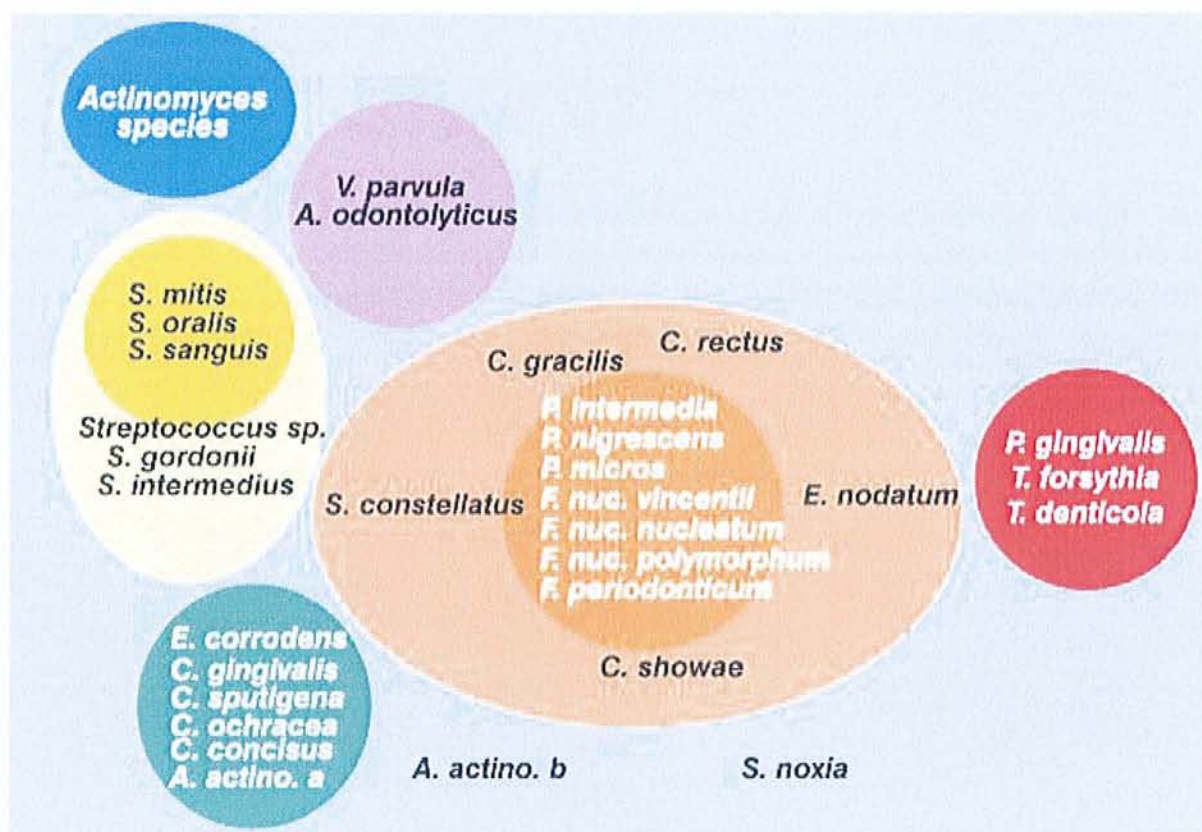 Actinomyces
species
V. parvula
A. odontolyticus
S. mitis
S. oralis
S. sanguis
Streptococcus sp.
S. gordonii
S. intermedius
C. gracilis
C. rectus
P. intermedia
P. nigrescens
P. micros
F. nuc. vincentii
F. nuc. nucleatum
F. nuc. polymorphum
F. periodonticum
S. constellatus
E. nodatum
C. showae
P. gingivalis
T. forsythia
T. denticola
E. corrodens
C. gingivalis
C. sputigena
C. ochracea
C. concisus
A. actino. a
A. actino. b
S. noxia